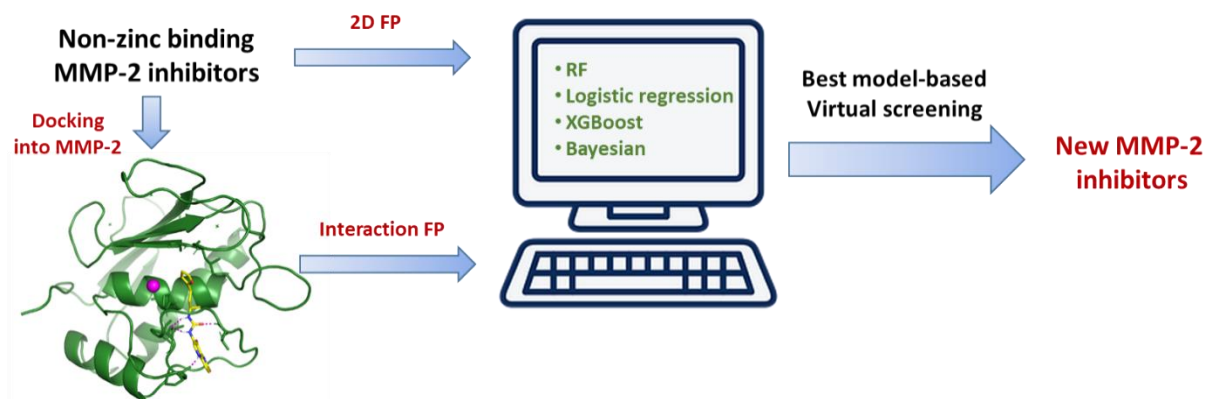 Non-zinc binding
MMP-2 inhibitors
2D FP
Docking
into MMP-2
Interaction FP
• RF
• Logistic regression
• XGBoost
• Bayesian
Best model-based
Virtual screening
New MMP-2
inhibitors